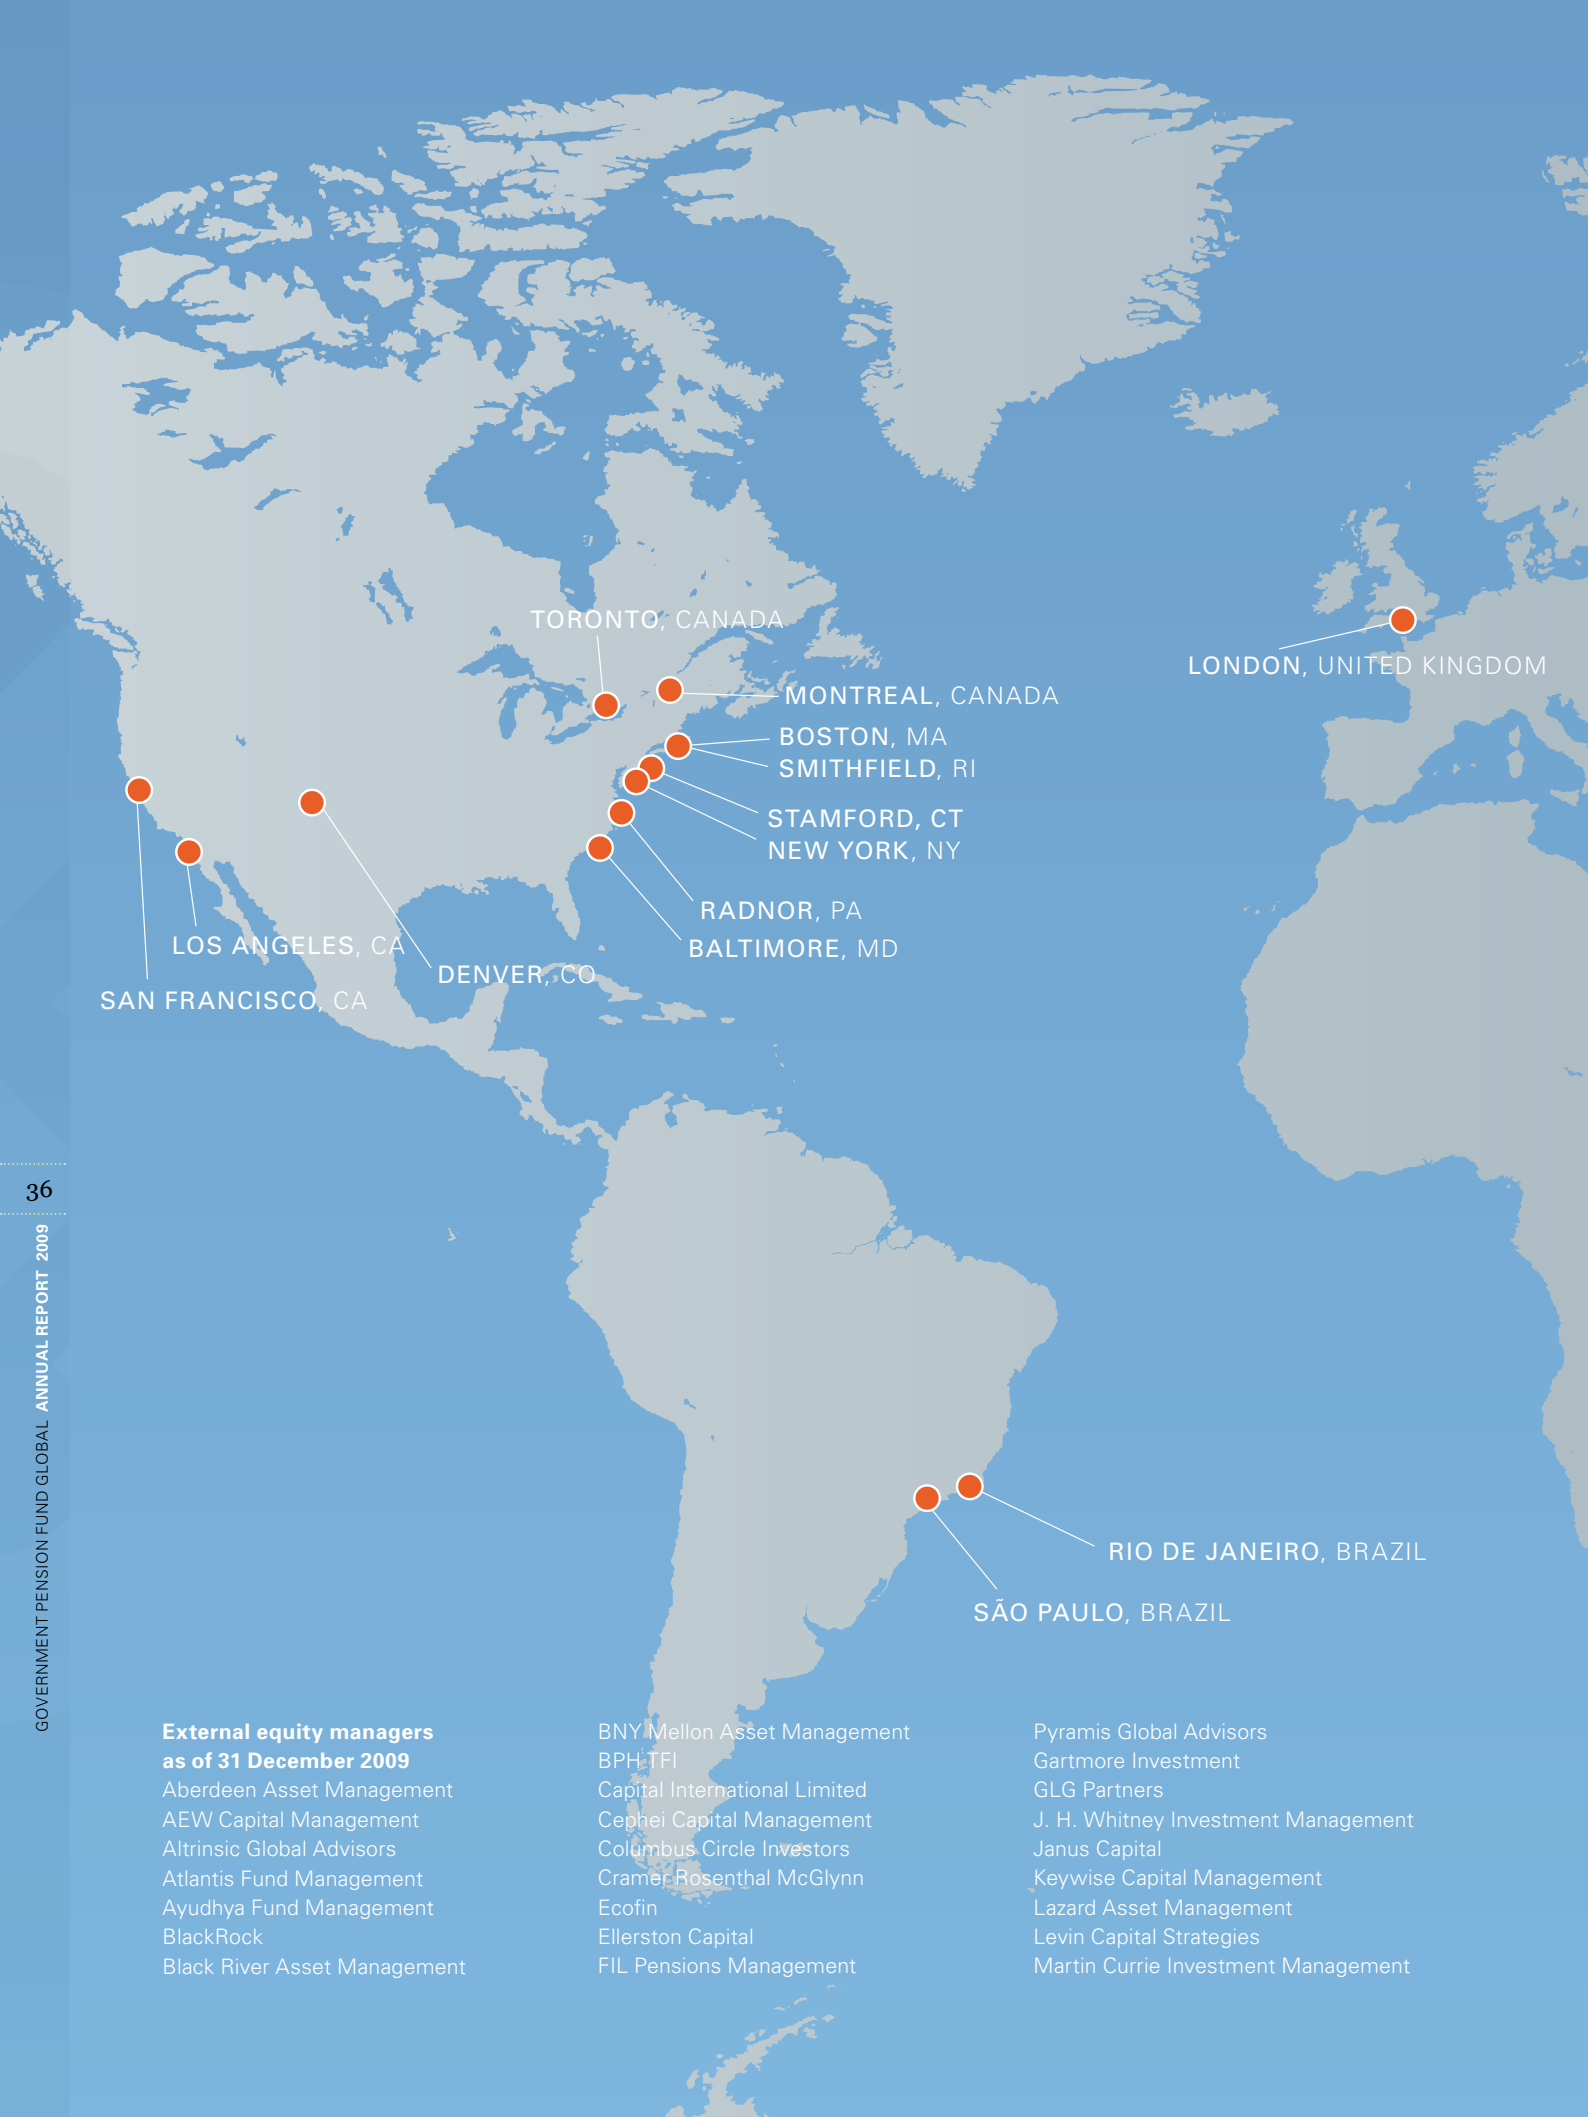 TORONTO, CANADA
MONTREAL, CANADA
BOSTON, MA
SMITHFIELD, RI
STAMFORD, CT
NEW YORK, NY
RADNOR, PA
BALTIMORE, MD
LOS ANGELES, CA
DENVER, CO
SAN FRANCISCO, CA
LONDON, UNITED KINGDOM
RIO DE JANEIRO, BRAZIL
SÃO PAULO, BRAZIL
36
GOVERNMENT PENSION FUND GLOBAL ANNUAL REPORT 2009
External equity managers
as of 31 December 2009
Aberdeen Asset Management
AEW Capital Management
Altrinsic Global Advisors
Atlantis Fund Management
Ayudhya Fund Management
BlackRock
Black River Asset Management
BNY Mellon Asset Management
BPH TFI
Capital International Limited
Cephei Capital Management
Columbus Circle Investors
Cramer Rosenthal McGlynn
Ecofin
Ellerston Capital
FIL Pensions Management
Pyramis Global Advisors
Gartmore Investment
GLG Partners
J. H. Whitney Investment Management
Janus Capital
Keywise Capital Management
Lazard Asset Management
Levin Capital Strategies
Martin Currie Investment Management